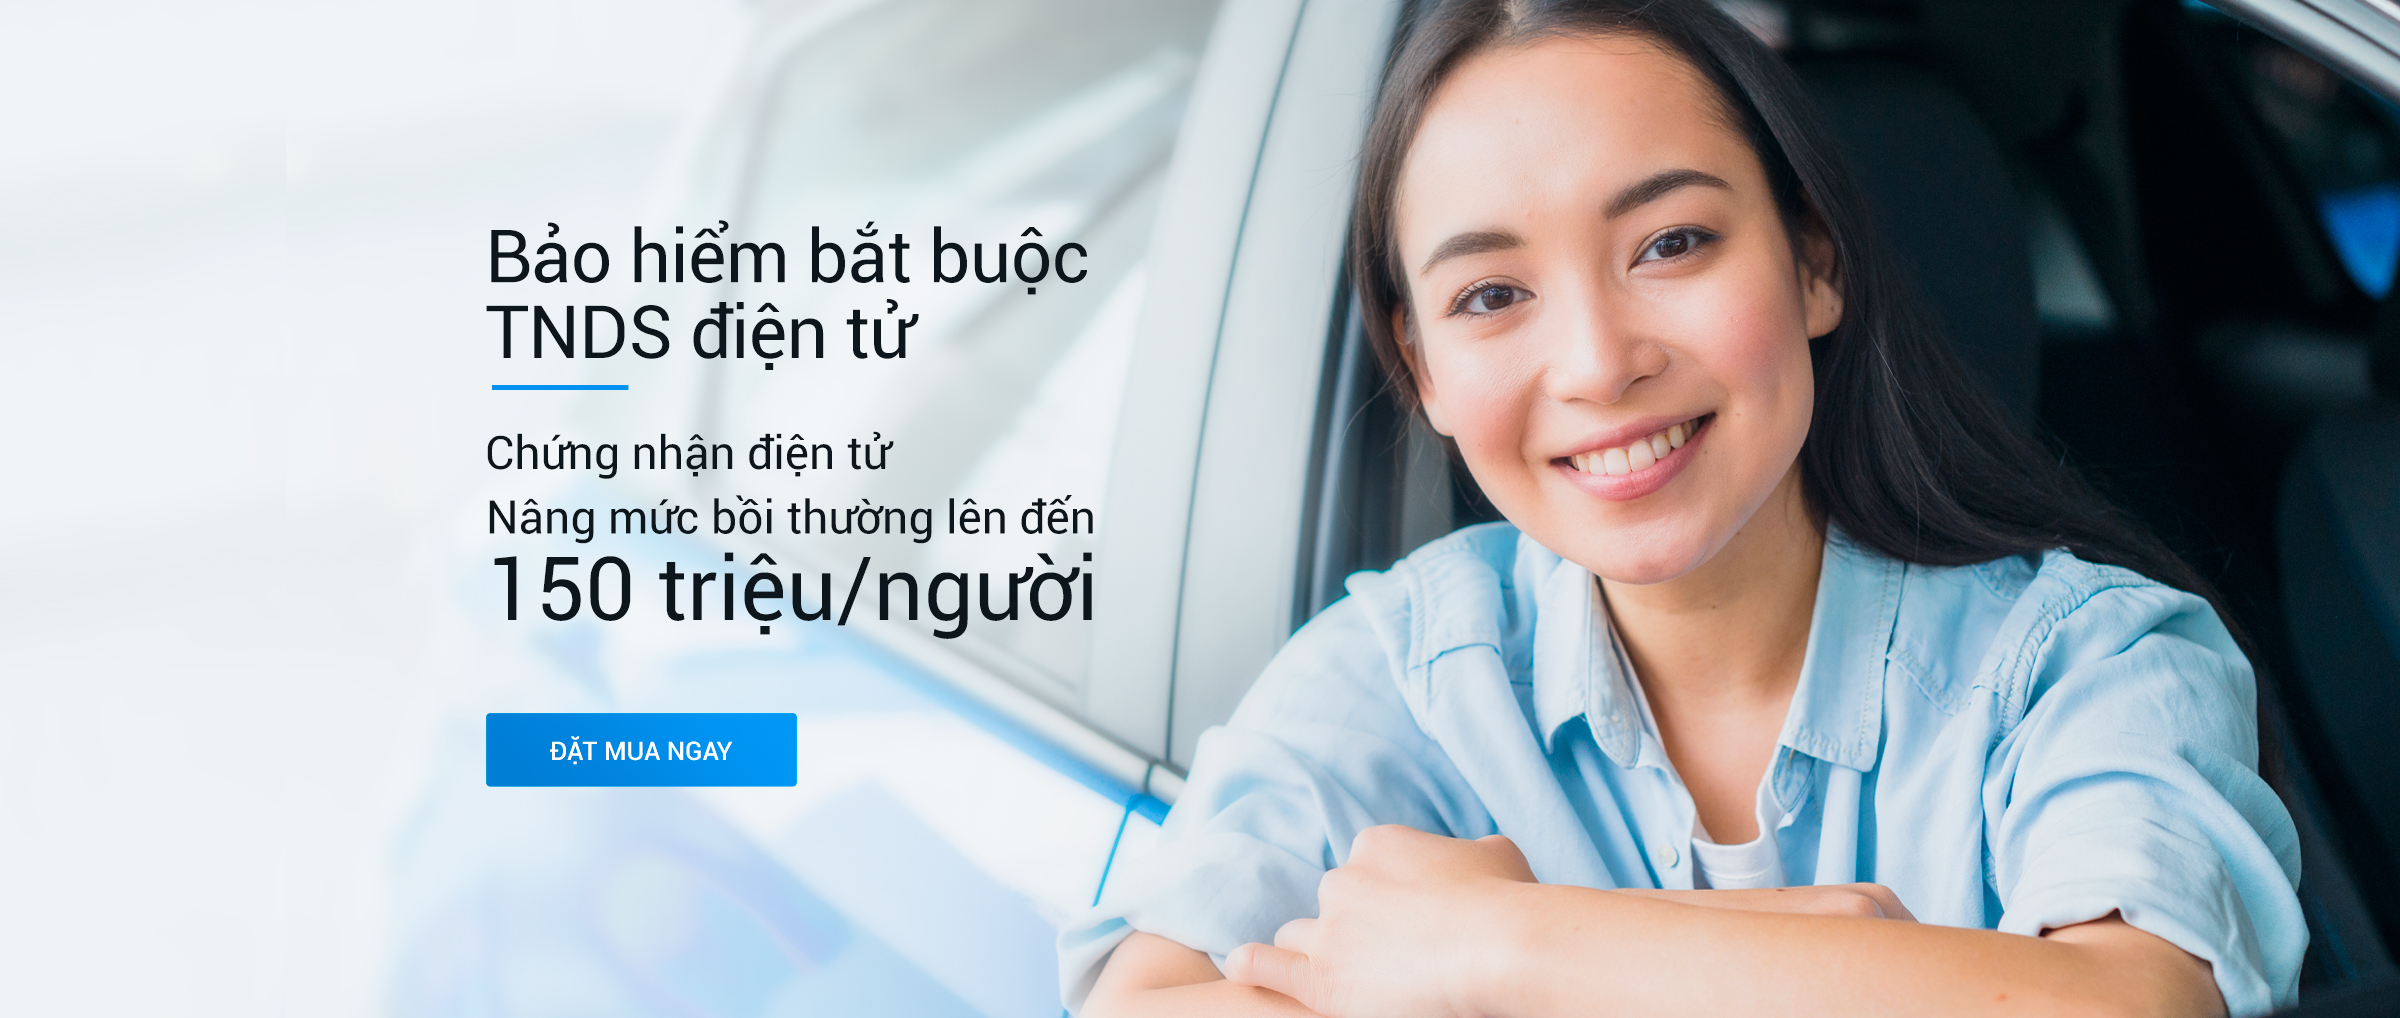 Bảo hiểm bắt buộc
TNDS điện tử
Chứng nhận điện tử
Nâng mức bồi thường lên đến
150 triệu/người
ĐẶT MUA NGAY